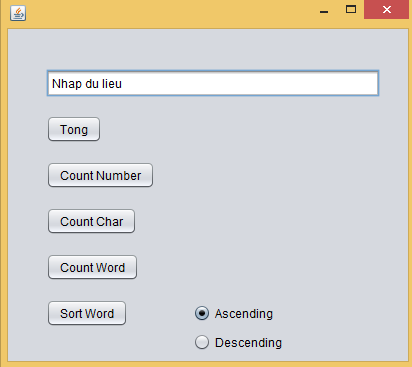 Nhap du lieu
Tong
Count Number
Count Char
Count Word
Sort Word
Ascending
Descending